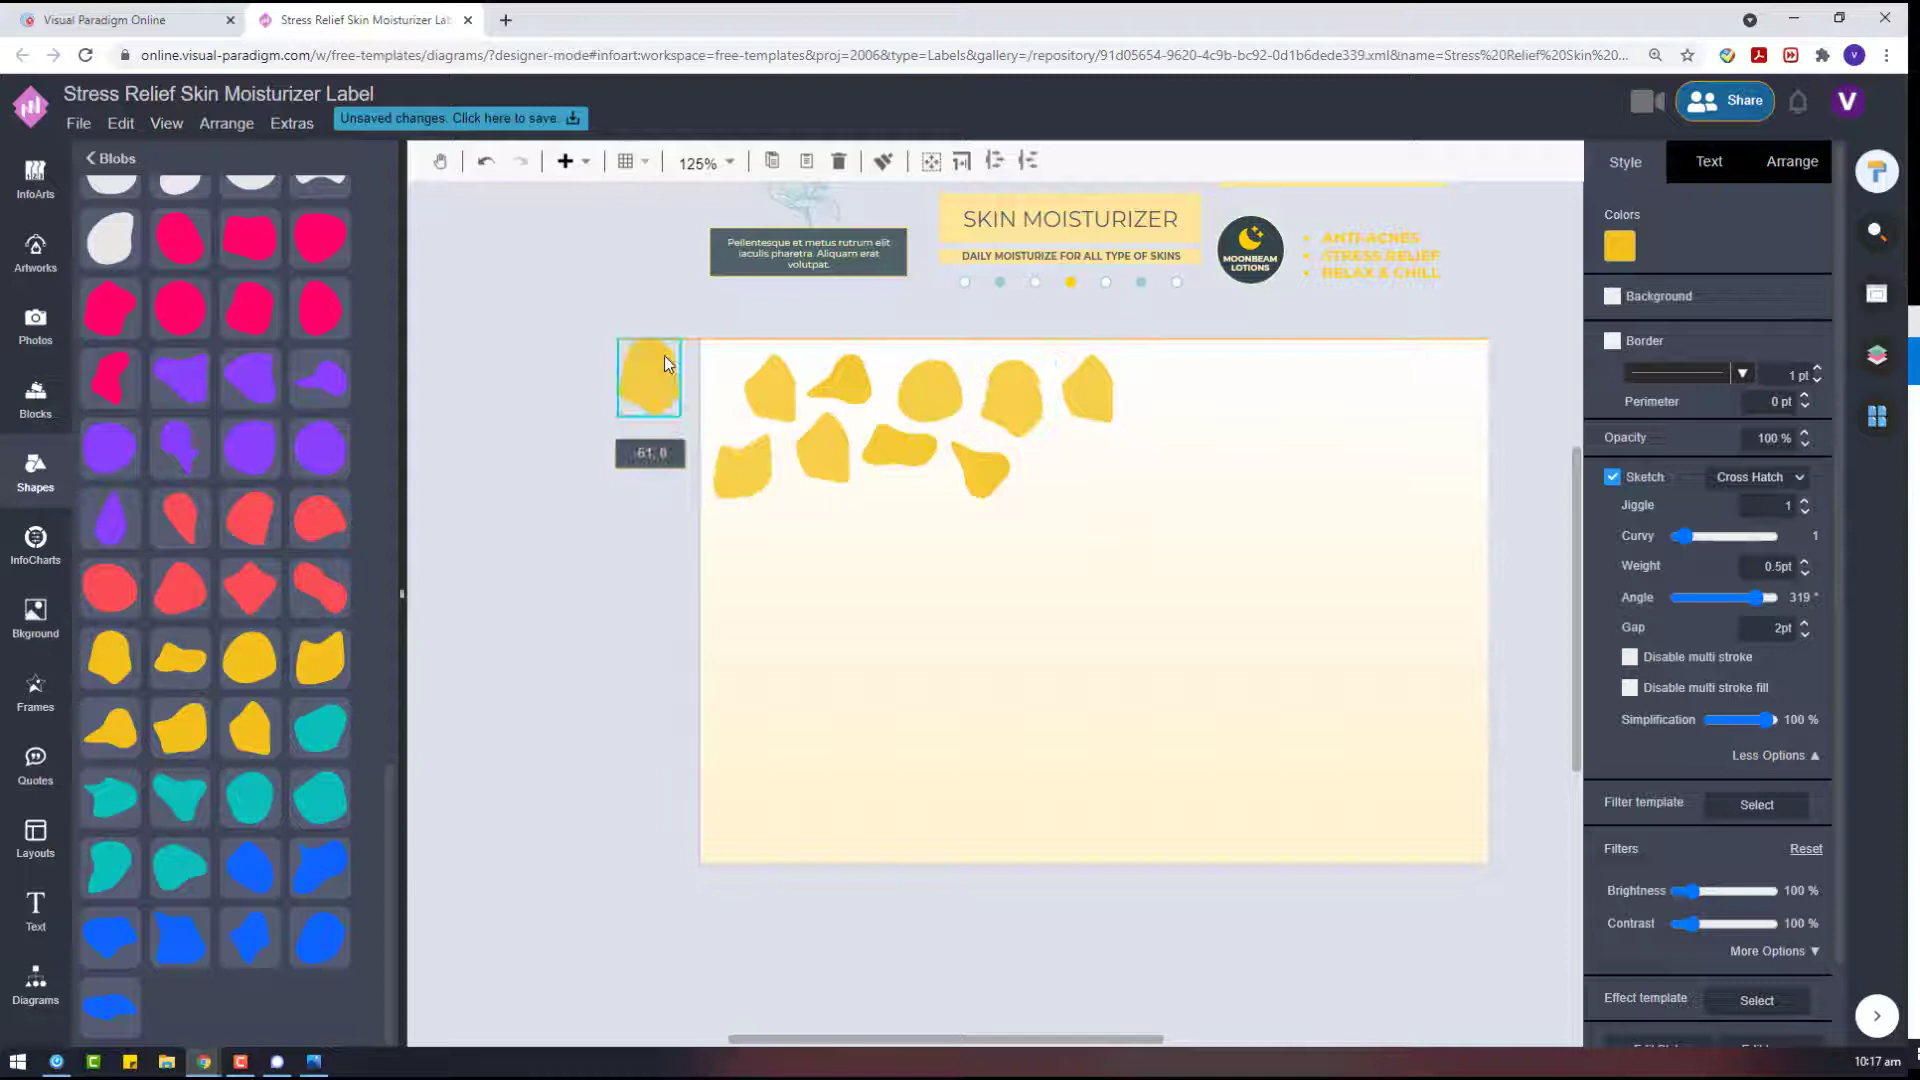 Visual Paradigm Online
Stress Relief Skin Moisturizer Lab
online.visual-paradigm.com/w/free-templates/diagrams/?designer-mode#infoart:workspace=free-templates&proj=2006&type=Labels&gallery=/repository/91d05654-9620-4c9b-bc92-0d1b6dede339.xml&name=Stress%20Relief%20Skin%20...
V
Stress Relief Skin Moisturizer Label
File Edit View Arrange Extras
Unsaved changes. Click here to save.
Share
V
Blobs
InfoArts
Artworks
Photos
Blocks
Shapes
InfoCharts
Bkground
Frames
Quotes
Layouts
T
Text
Diagrams
125%
Pellentesque et metus rutrum elit
iaculis pharetra. Aliquam erat
volutpat.
SKIN MOISTURIZER
DAILY MOISTURIZE FOR ALL TYPE OF SKINS
MOONBEAM
LOTIONS
• ANTI-ACNES
• STRESS RELIEF
• RELAX & CHILL
-61, 0
Style Text Arrange
Colors
Background
Border
1 pt
Perimeter 0 pt
Opacity 100 %
Sketch Cross Hatch
Jiggle 1
Curvy 1
Weight 0.5pt
Angle 319 °
Gap 2pt
Disable multi stroke
Disable multi stroke fill
Simplification 100 %
Less Options
Filter template Select
Filters Reset
Brightness 100 %
Contrast 100 %
More Options
Effect template Select
10:17 am